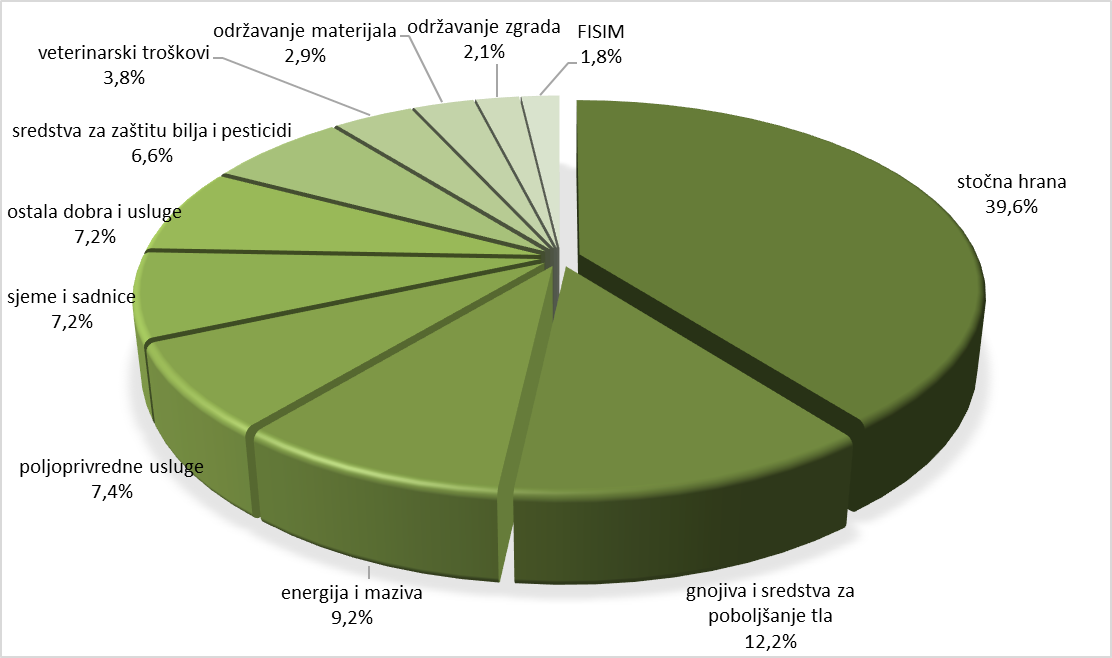 održavanje materijala
2,9%
održavanje zgrada
2,1%
FISIM
1,8%
veterinarski troškovi
3,8%
sredstva za zaštitu bilja i pesticidi
6,6%
stočna hrana
39,6%
ostala dobra i usluge
7,2%
sjeme i sadnice
7,2%
poljoprivredne usluge
7,4%
energija i maziva
9,2%
gnojiva i sredstva za
poboljšanje tla
12,2%